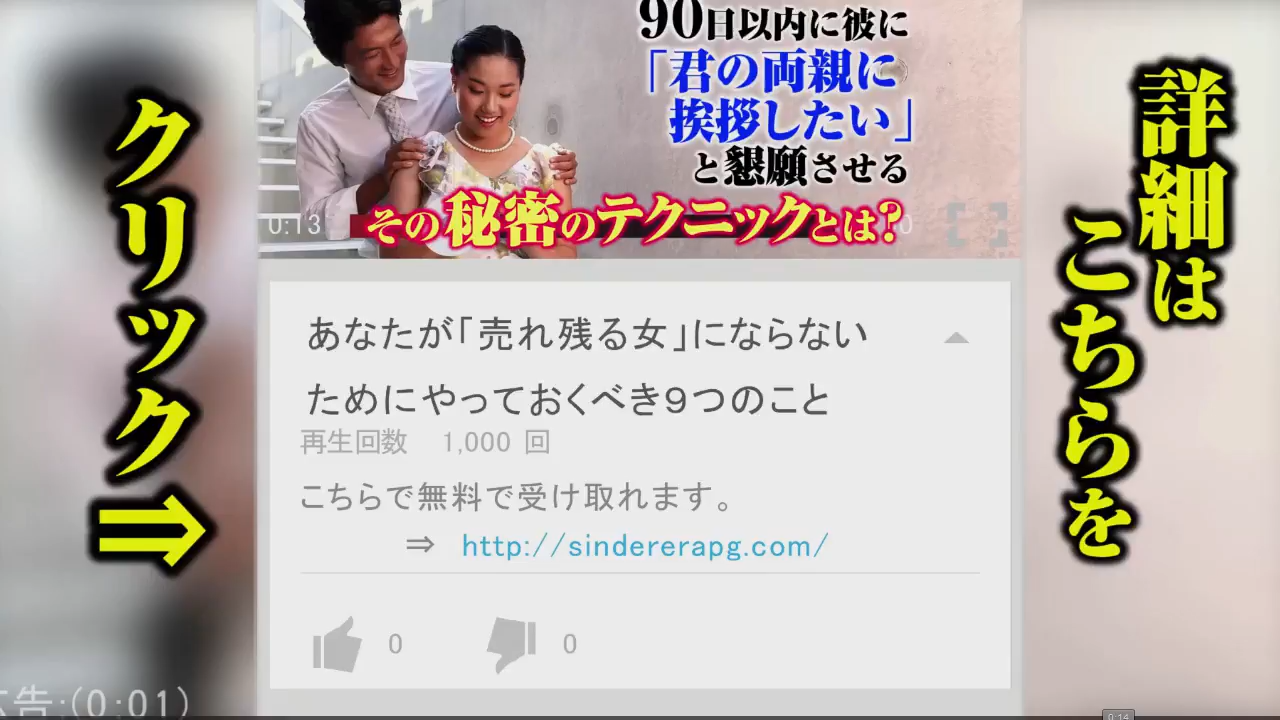 90日以内に彼に
「君の両親に
挨拶したい」
と懇願させる
その秘密のテクニックとは?
0:13
0
詳細は
こちらを
クリック⇒
あなたが「売れ残る女」にならない
ためにやっておくべき9つのこと
再生回数 1,000 回
こちらで無料で受け取れます。
⇒ http://sindererapg.com/
0 0
広告:(0:01)
0:14